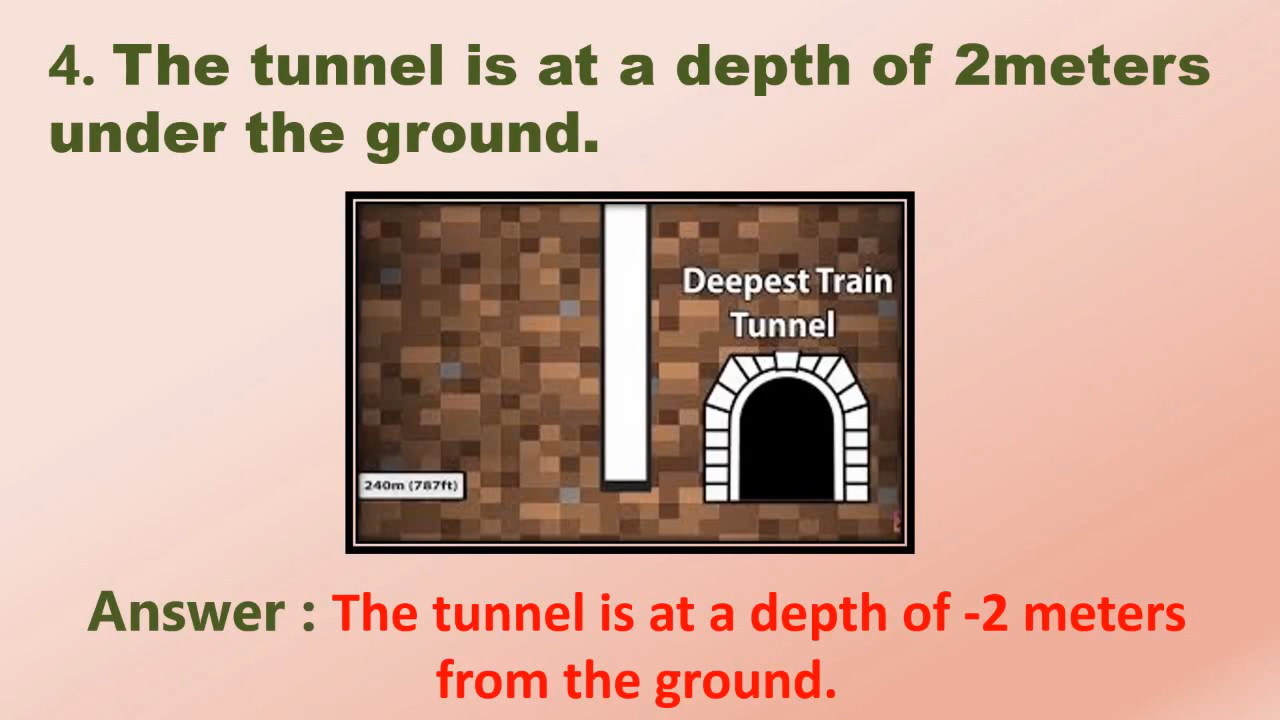 4. The tunnel is at a depth of 2meters
under the ground.
Deepest Train
Tunnel
240m (787ft)
Answer : The tunnel is at a depth of -2 meters
from the ground.